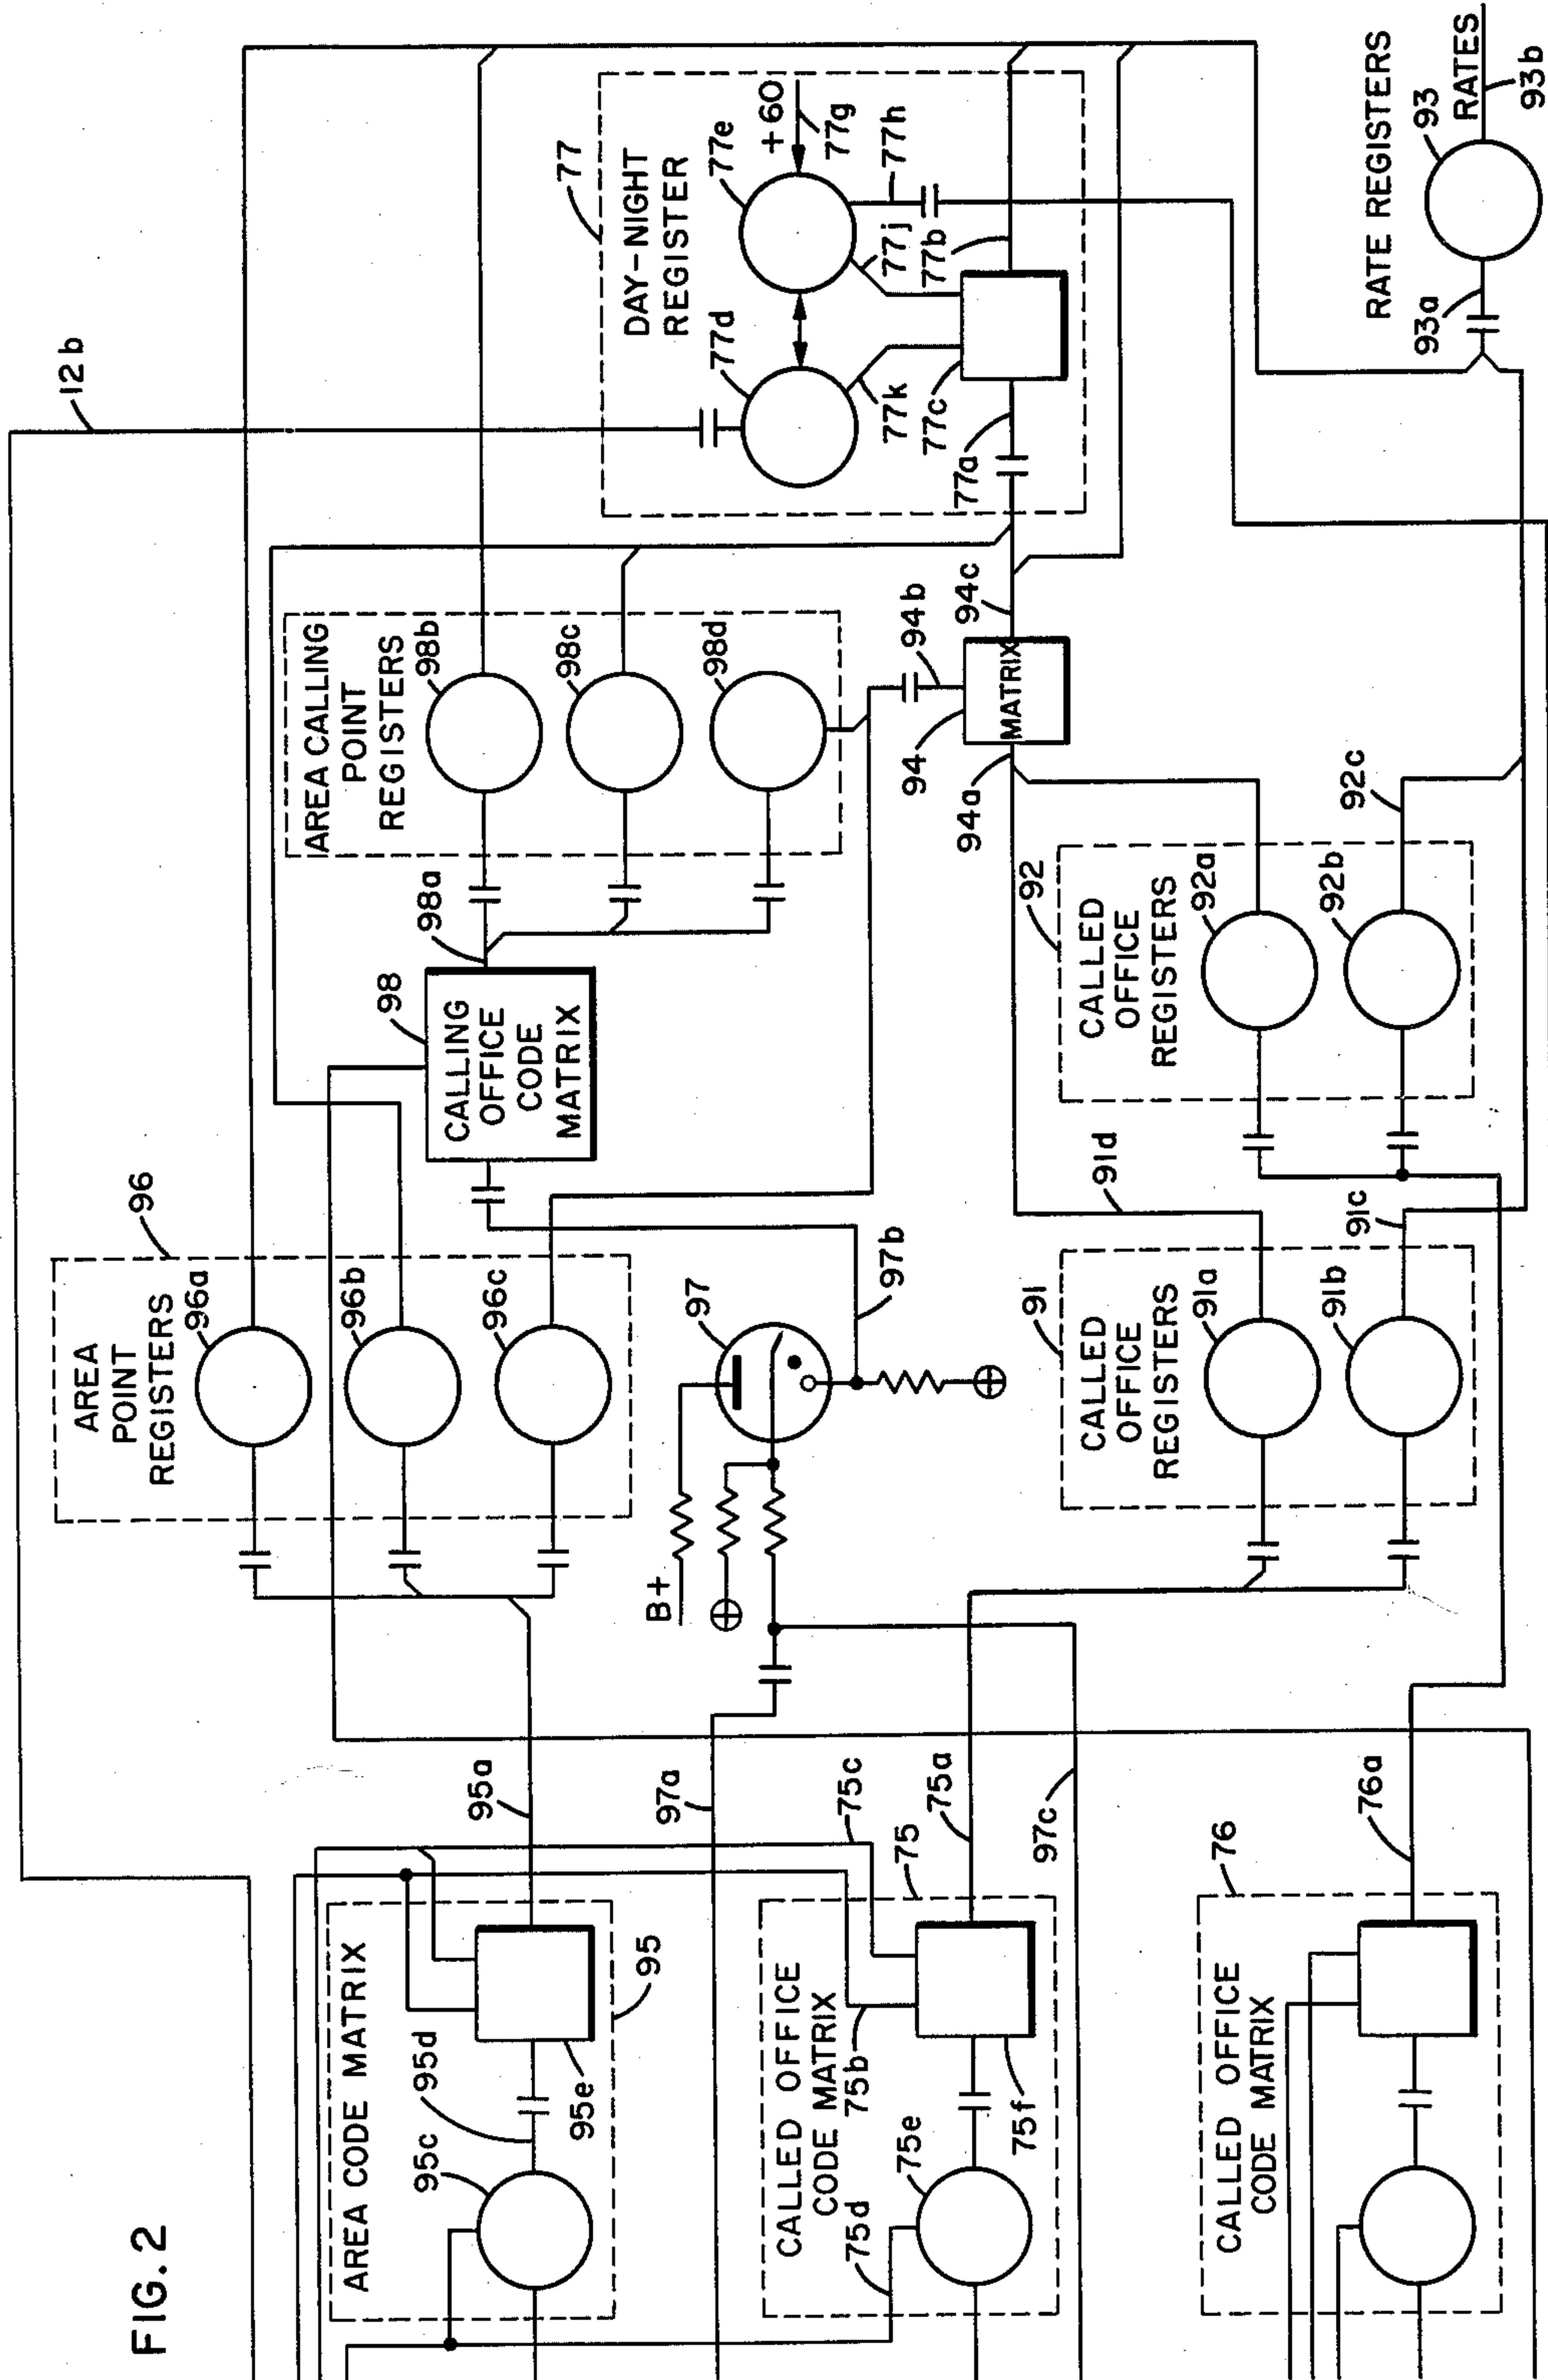 FIG. 2
12b
96
AREA
POINT
REGISTERS
96a
96b
96c
98
CALLING
OFFICE
CODE
MATRIX
98a
AREA CALLING
POINT
REGISTERS
98b
98c
98d
77
DAY-NIGHT
REGISTER
77d
77e
+60
77g
77h
77j
77k
77b
77c
77a
95a
AREA CODE MATRIX
95
95c
95d
95e
97
97a
97b
97c
B+
94
MATRIX
94a
94b
94c
75
75a
75c
CALLED OFFICE
CODE MATRIX
75b
75d
75e
75f
91
CALLED
OFFICE
REGISTERS
91a
91b
91c
91d
92
CALLED
OFFICE
REGISTERS
92a
92b
92c
76
76a
CALLED OFFICE
CODE MATRIX
RATE REGISTERS
93
93a
RATES
93b